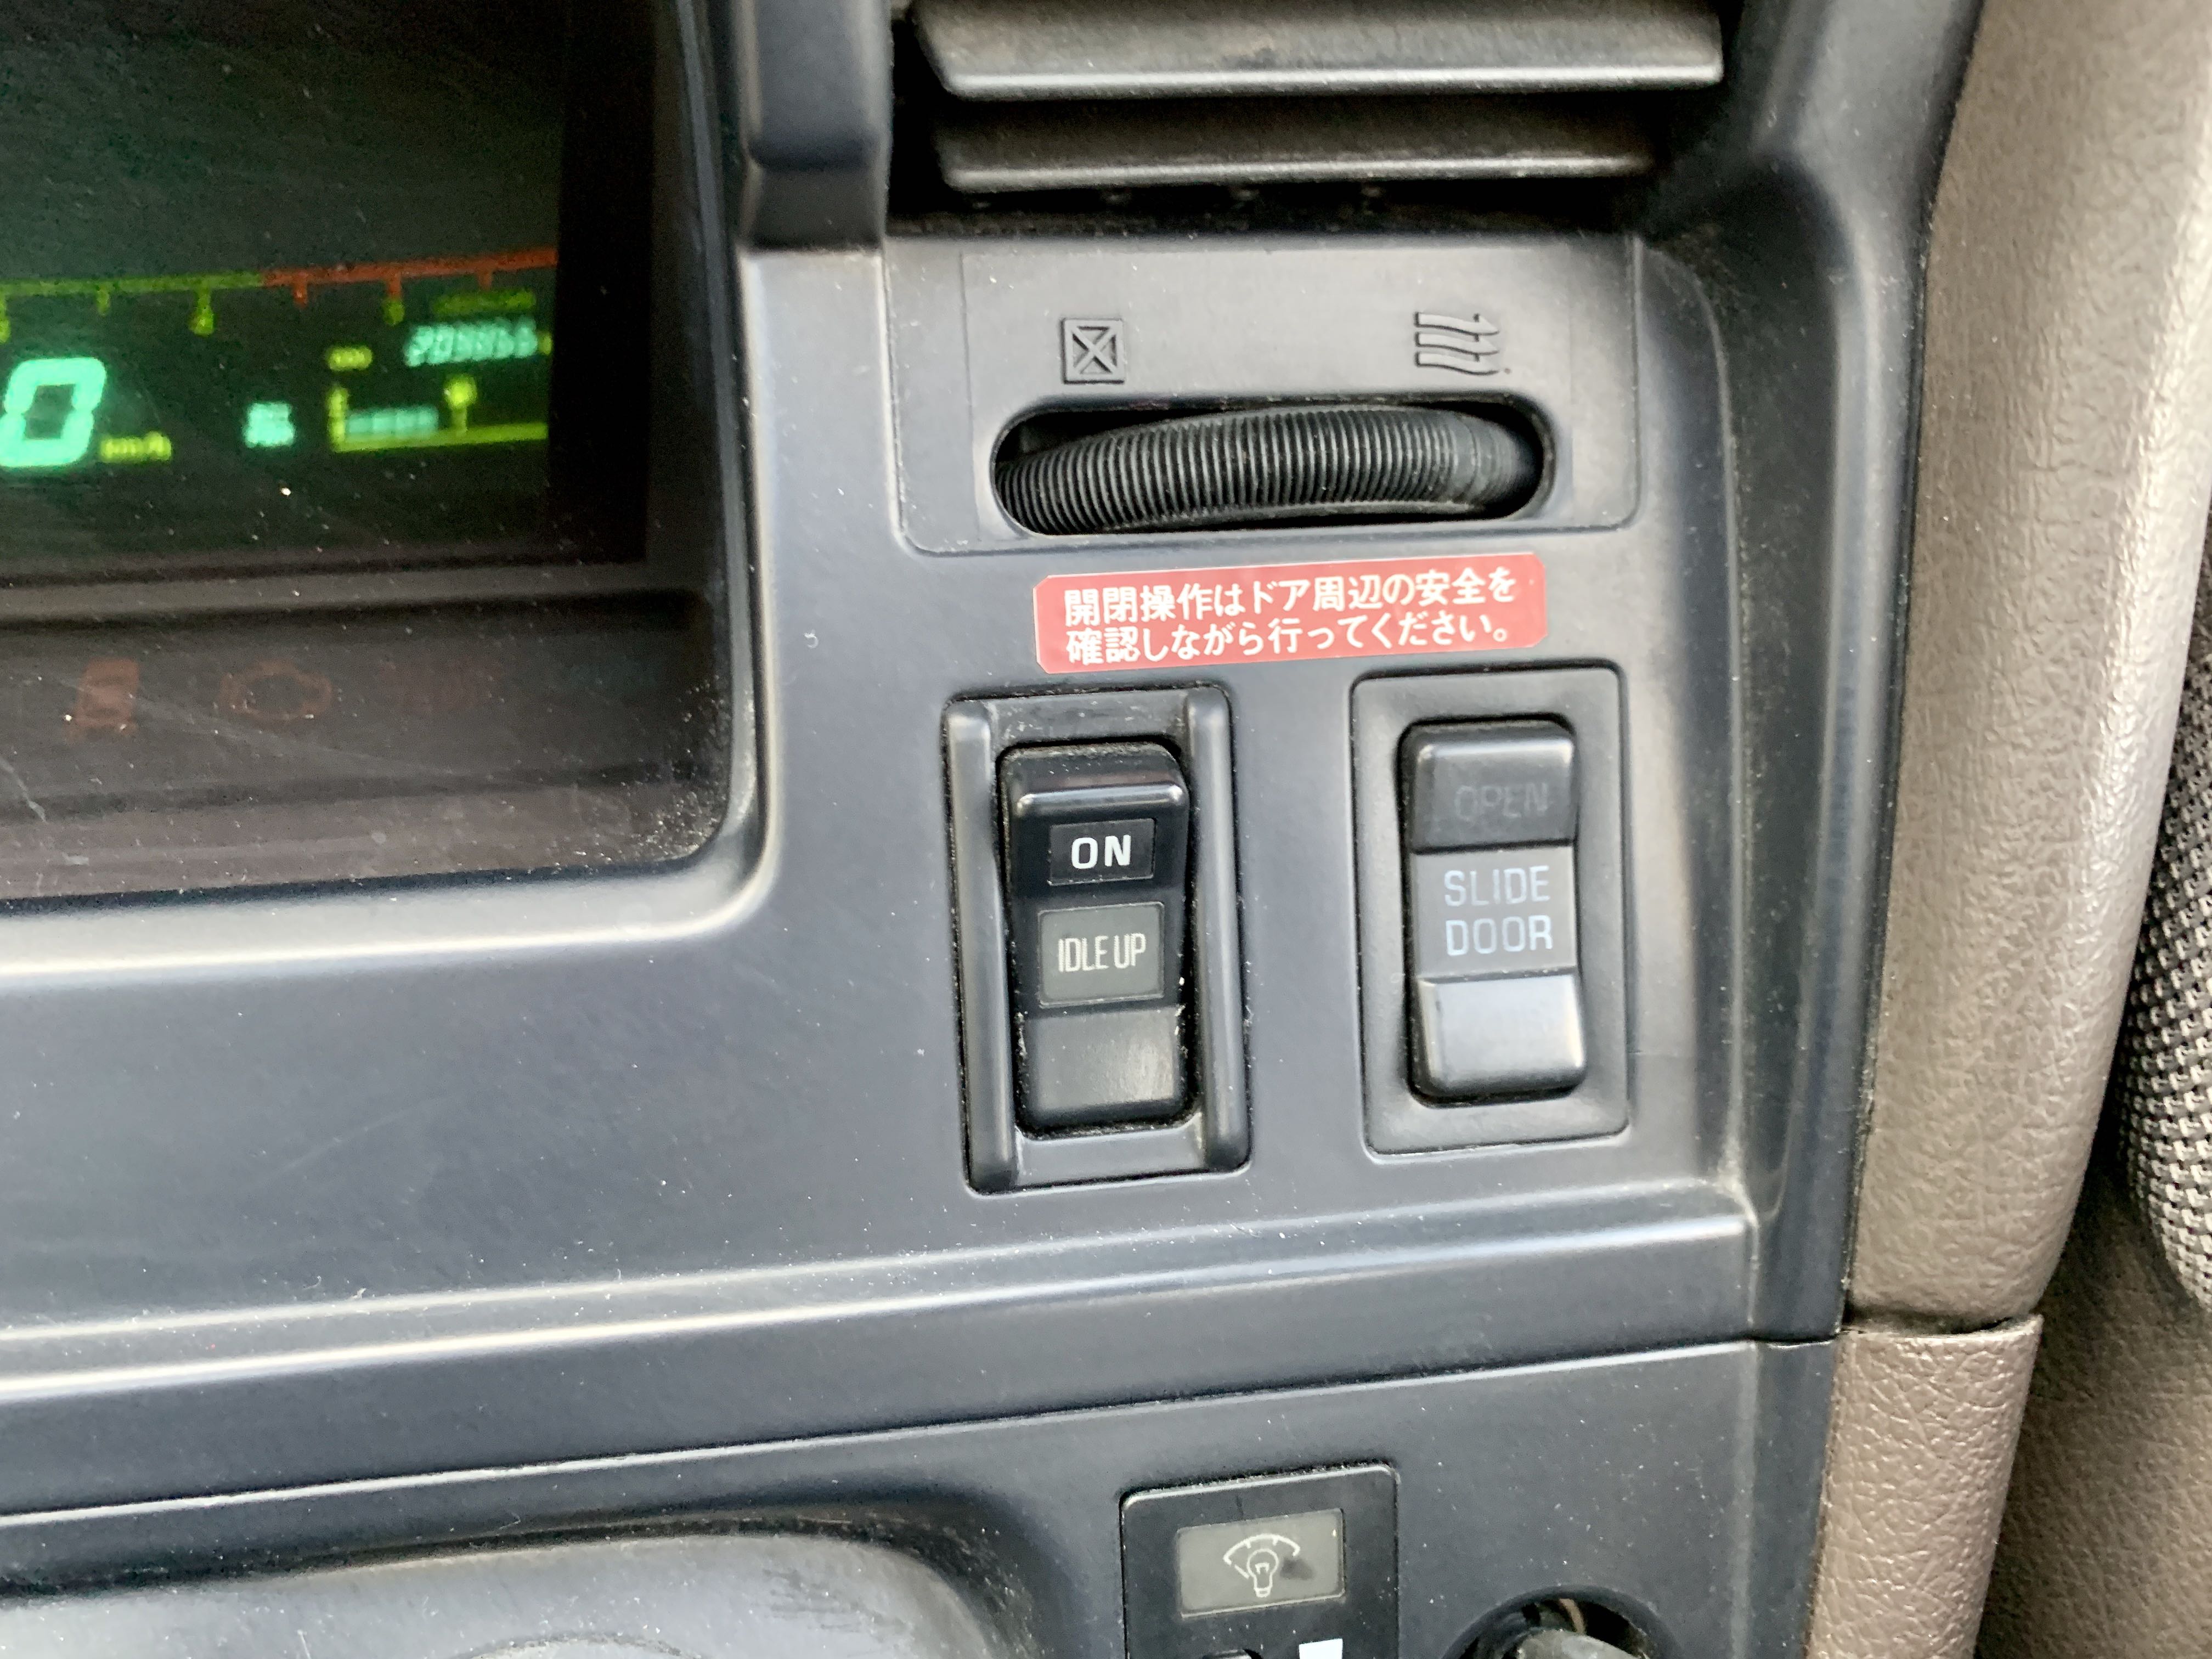 0
km/h
開閉操作はドア周辺の安全を
確認しながら行ってください。
ON
IDLE UP
OPEN
SLIDE
DOOR